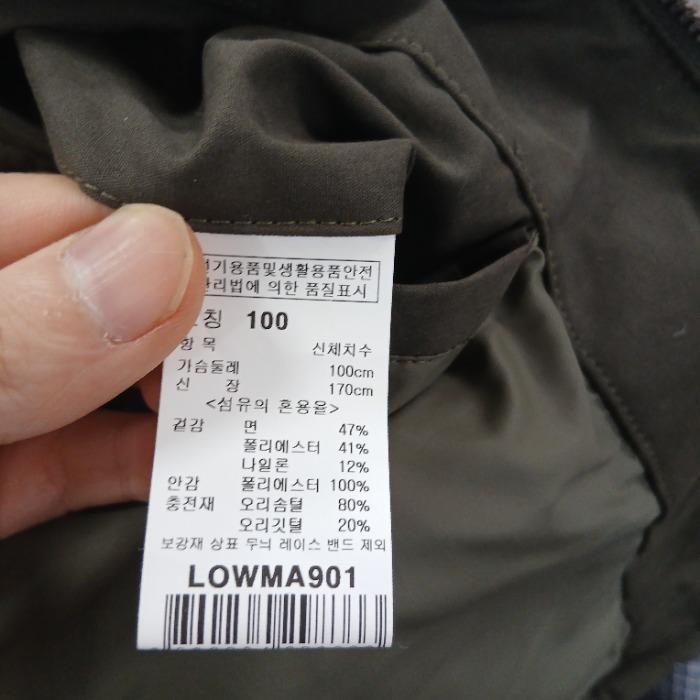 전기용품및생활용품안전
관리법에 의한 품질표시
호칭 100
항 목 신체치수
가슴둘레 100cm
신 장 170cm
<섬유의 혼용율>
겉감 면 47%
폴리에스터 41%
나일론 12%
안감 폴리에스터 100%
충전재 오리솜털 80%
오리깃털 20%
보강재 상표 무늬 레이스 밴드 제외
LOWMA901